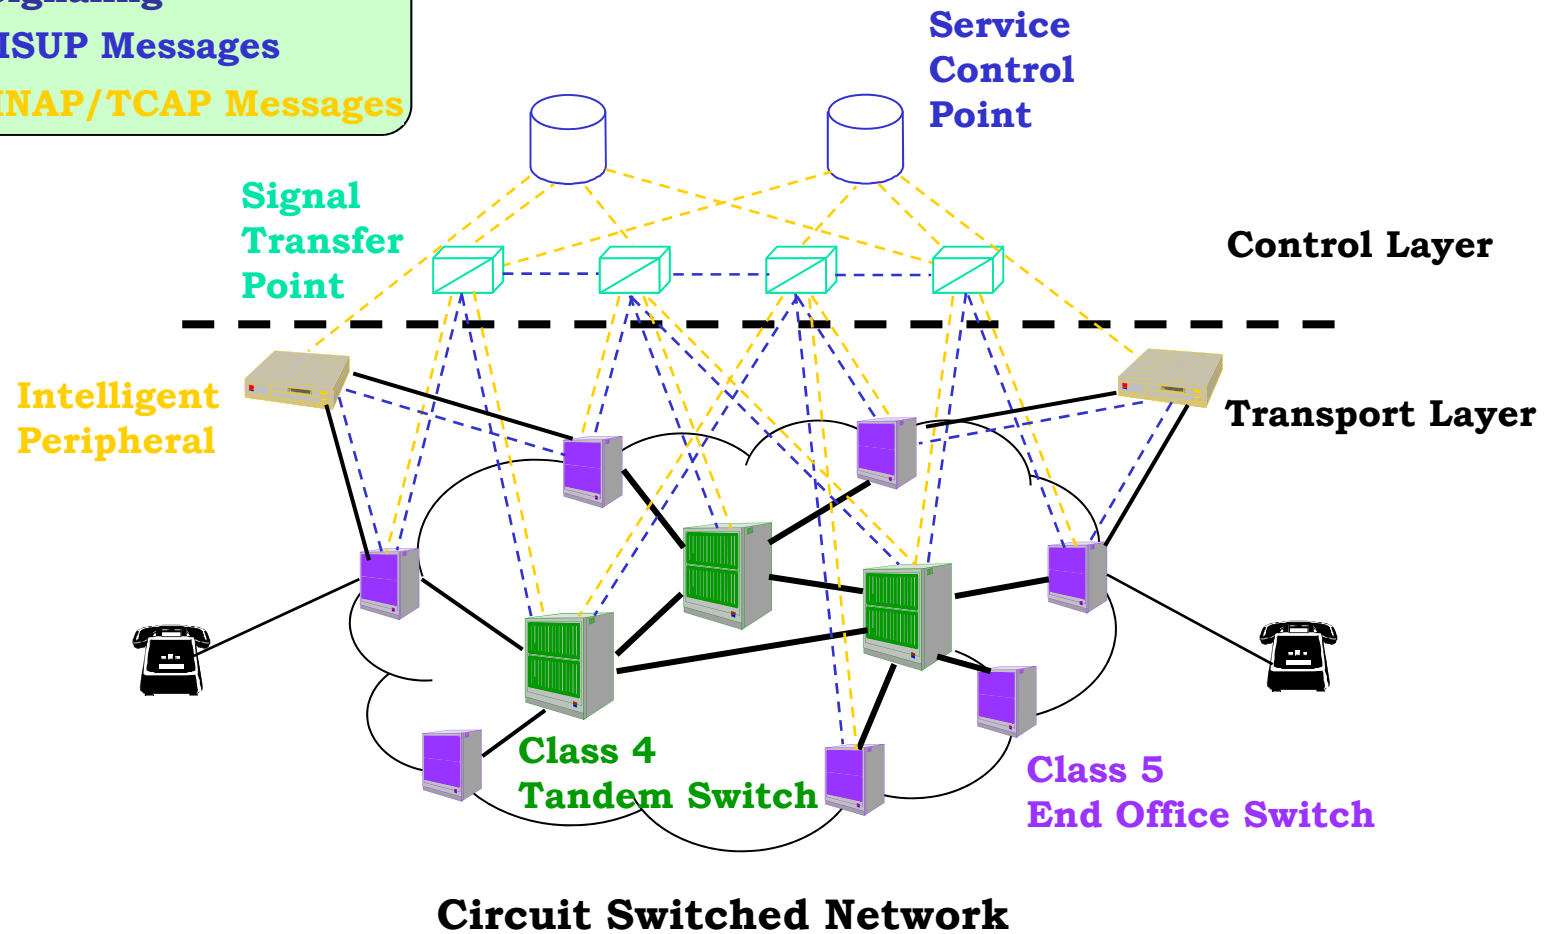 Signaling
ISUP Messages
INAP/TCAP Messages
Service
Control
Point
Signal
Transfer
Point
Control Layer
Intelligent
Peripheral
Transport Layer
Class 4
Tandem Switch
Class 5
End Office Switch
Circuit Switched Network